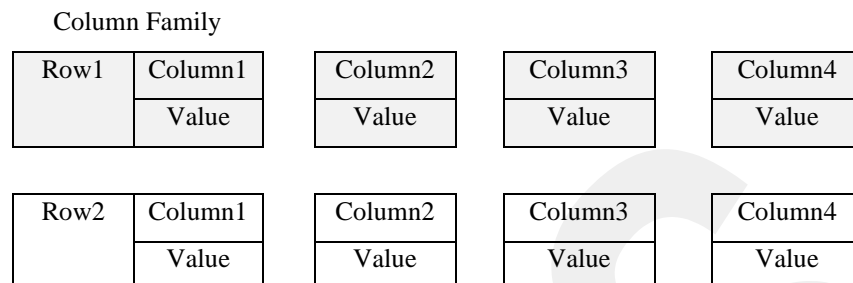 Column Family
Row1 Column1 Column2 Column3 Column4
Value Value Value Value
Row2 Column1 Column2 Column3 Column4
Value Value Value Value